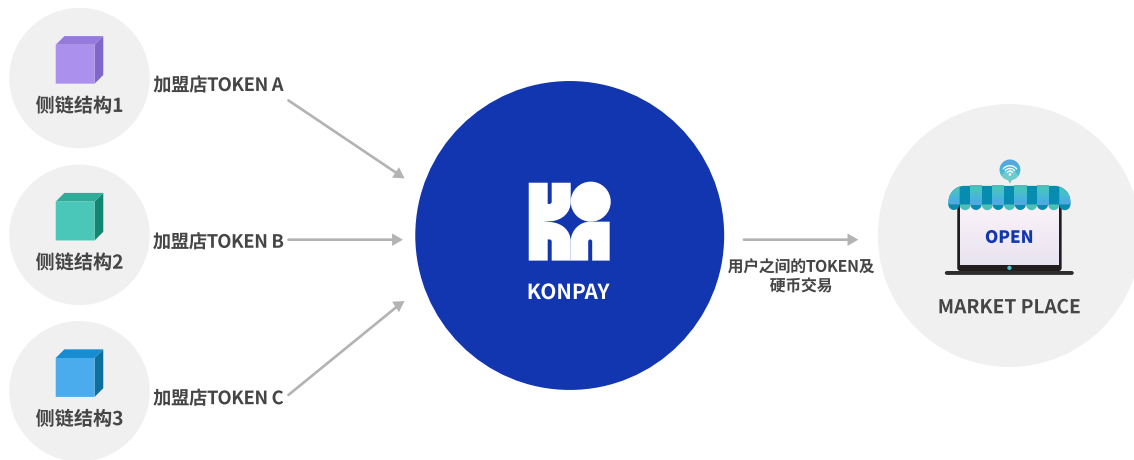 侧链结构1
加盟店TOKEN A
侧链结构2
加盟店TOKEN B
侧链结构3
加盟店TOKEN C
KONA
KONPAY
用户之间的TOKEN及
硬币交易
OPEN
MARKET PLACE